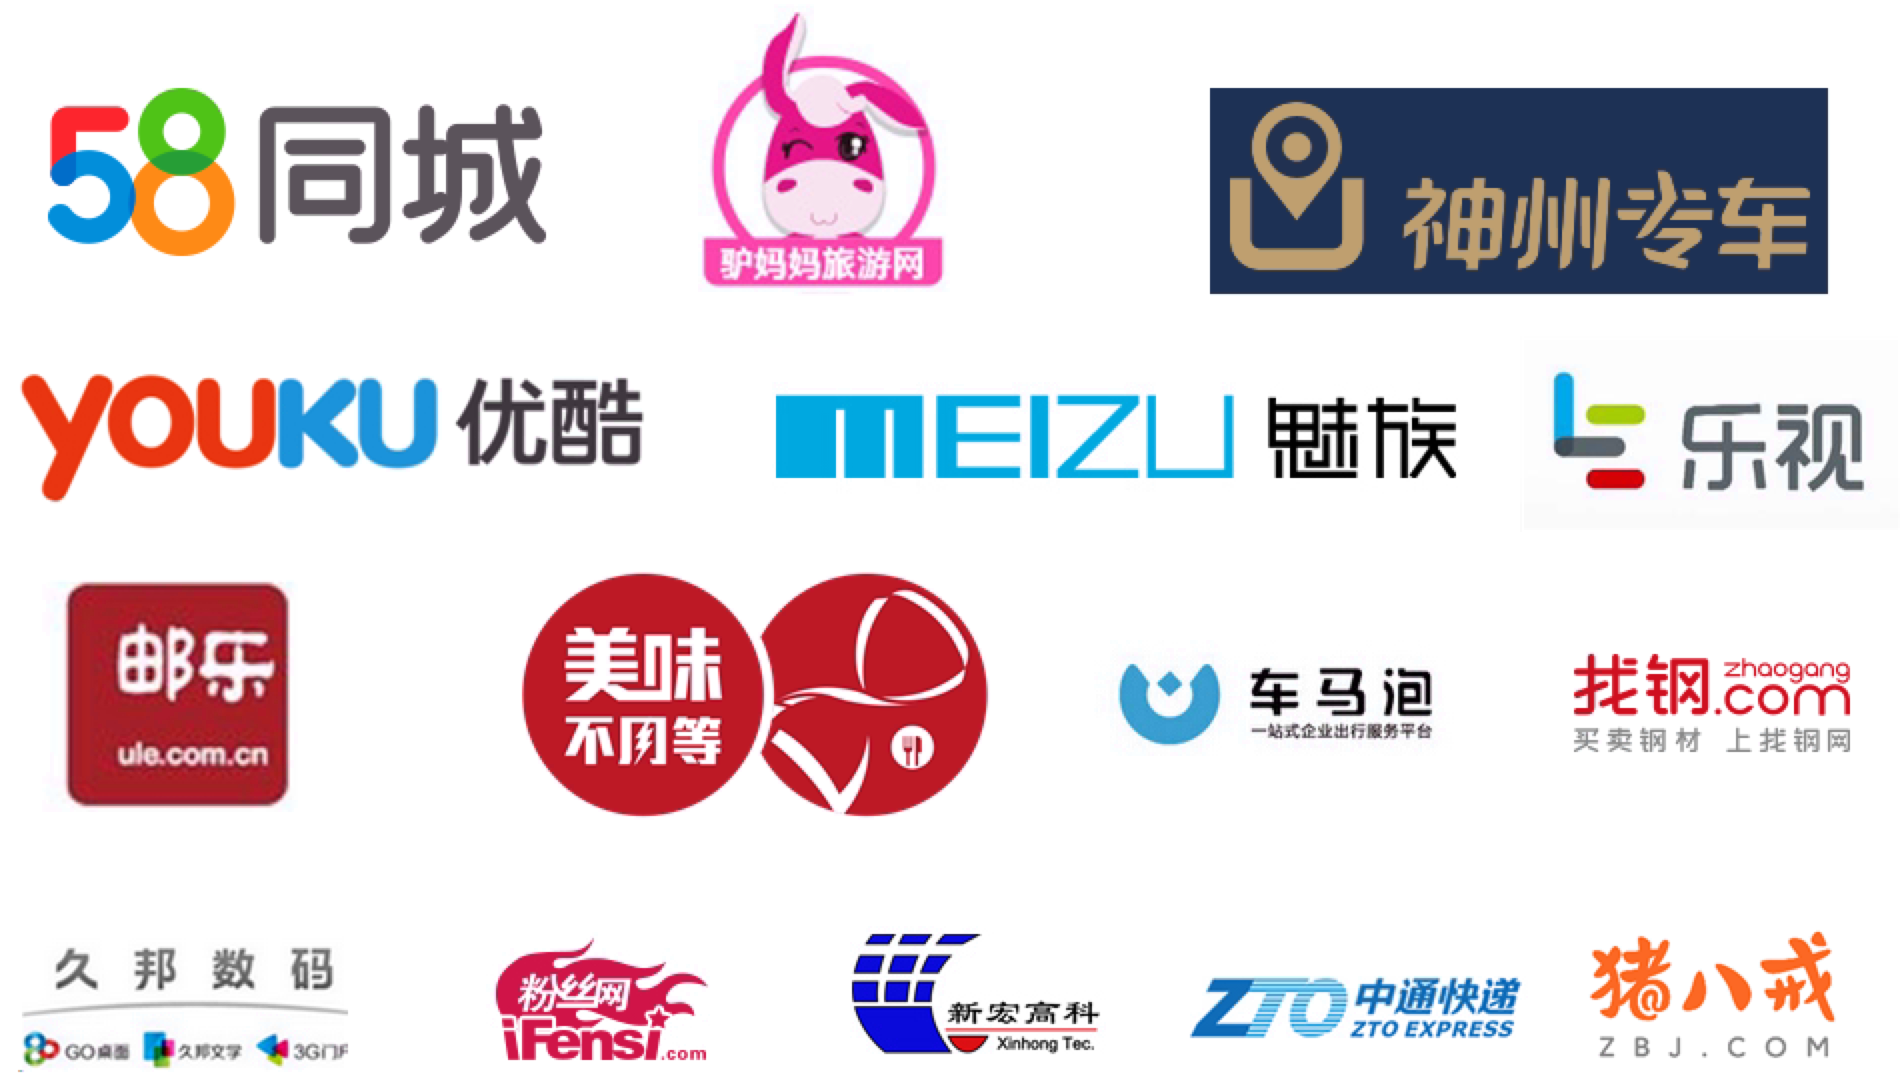 58同城
驴妈妈旅游网
神州专车
YOUKU 优酷
MEIZU 魅族
乐视
邮乐
ule.com.cn
美味
不用等
车马泡
一站式企业出行服务平台
找钢 zhaogang
.com
买卖钢材 上找钢网
久邦数码
GO桌面 久邦文学 3G门户
粉丝网
iFensi.com
新宏高科
Xinhong Tec.
ZTO 中通快递
ZTO EXPRESS
猪八戒
ZBJ.COM